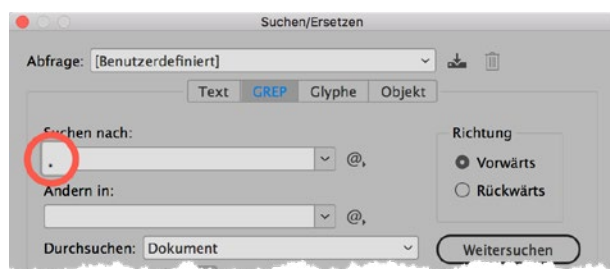 Suchen/Ersetzen
Abfrage: [Benutzerdefiniert]
Text GREP Glyphe Objekt
Suchen nach:
.
@,
Ändern in:
@,
Richtung
Vorwärts
Rückwärts
Durchsuchen: Dokument
Weitersuchen